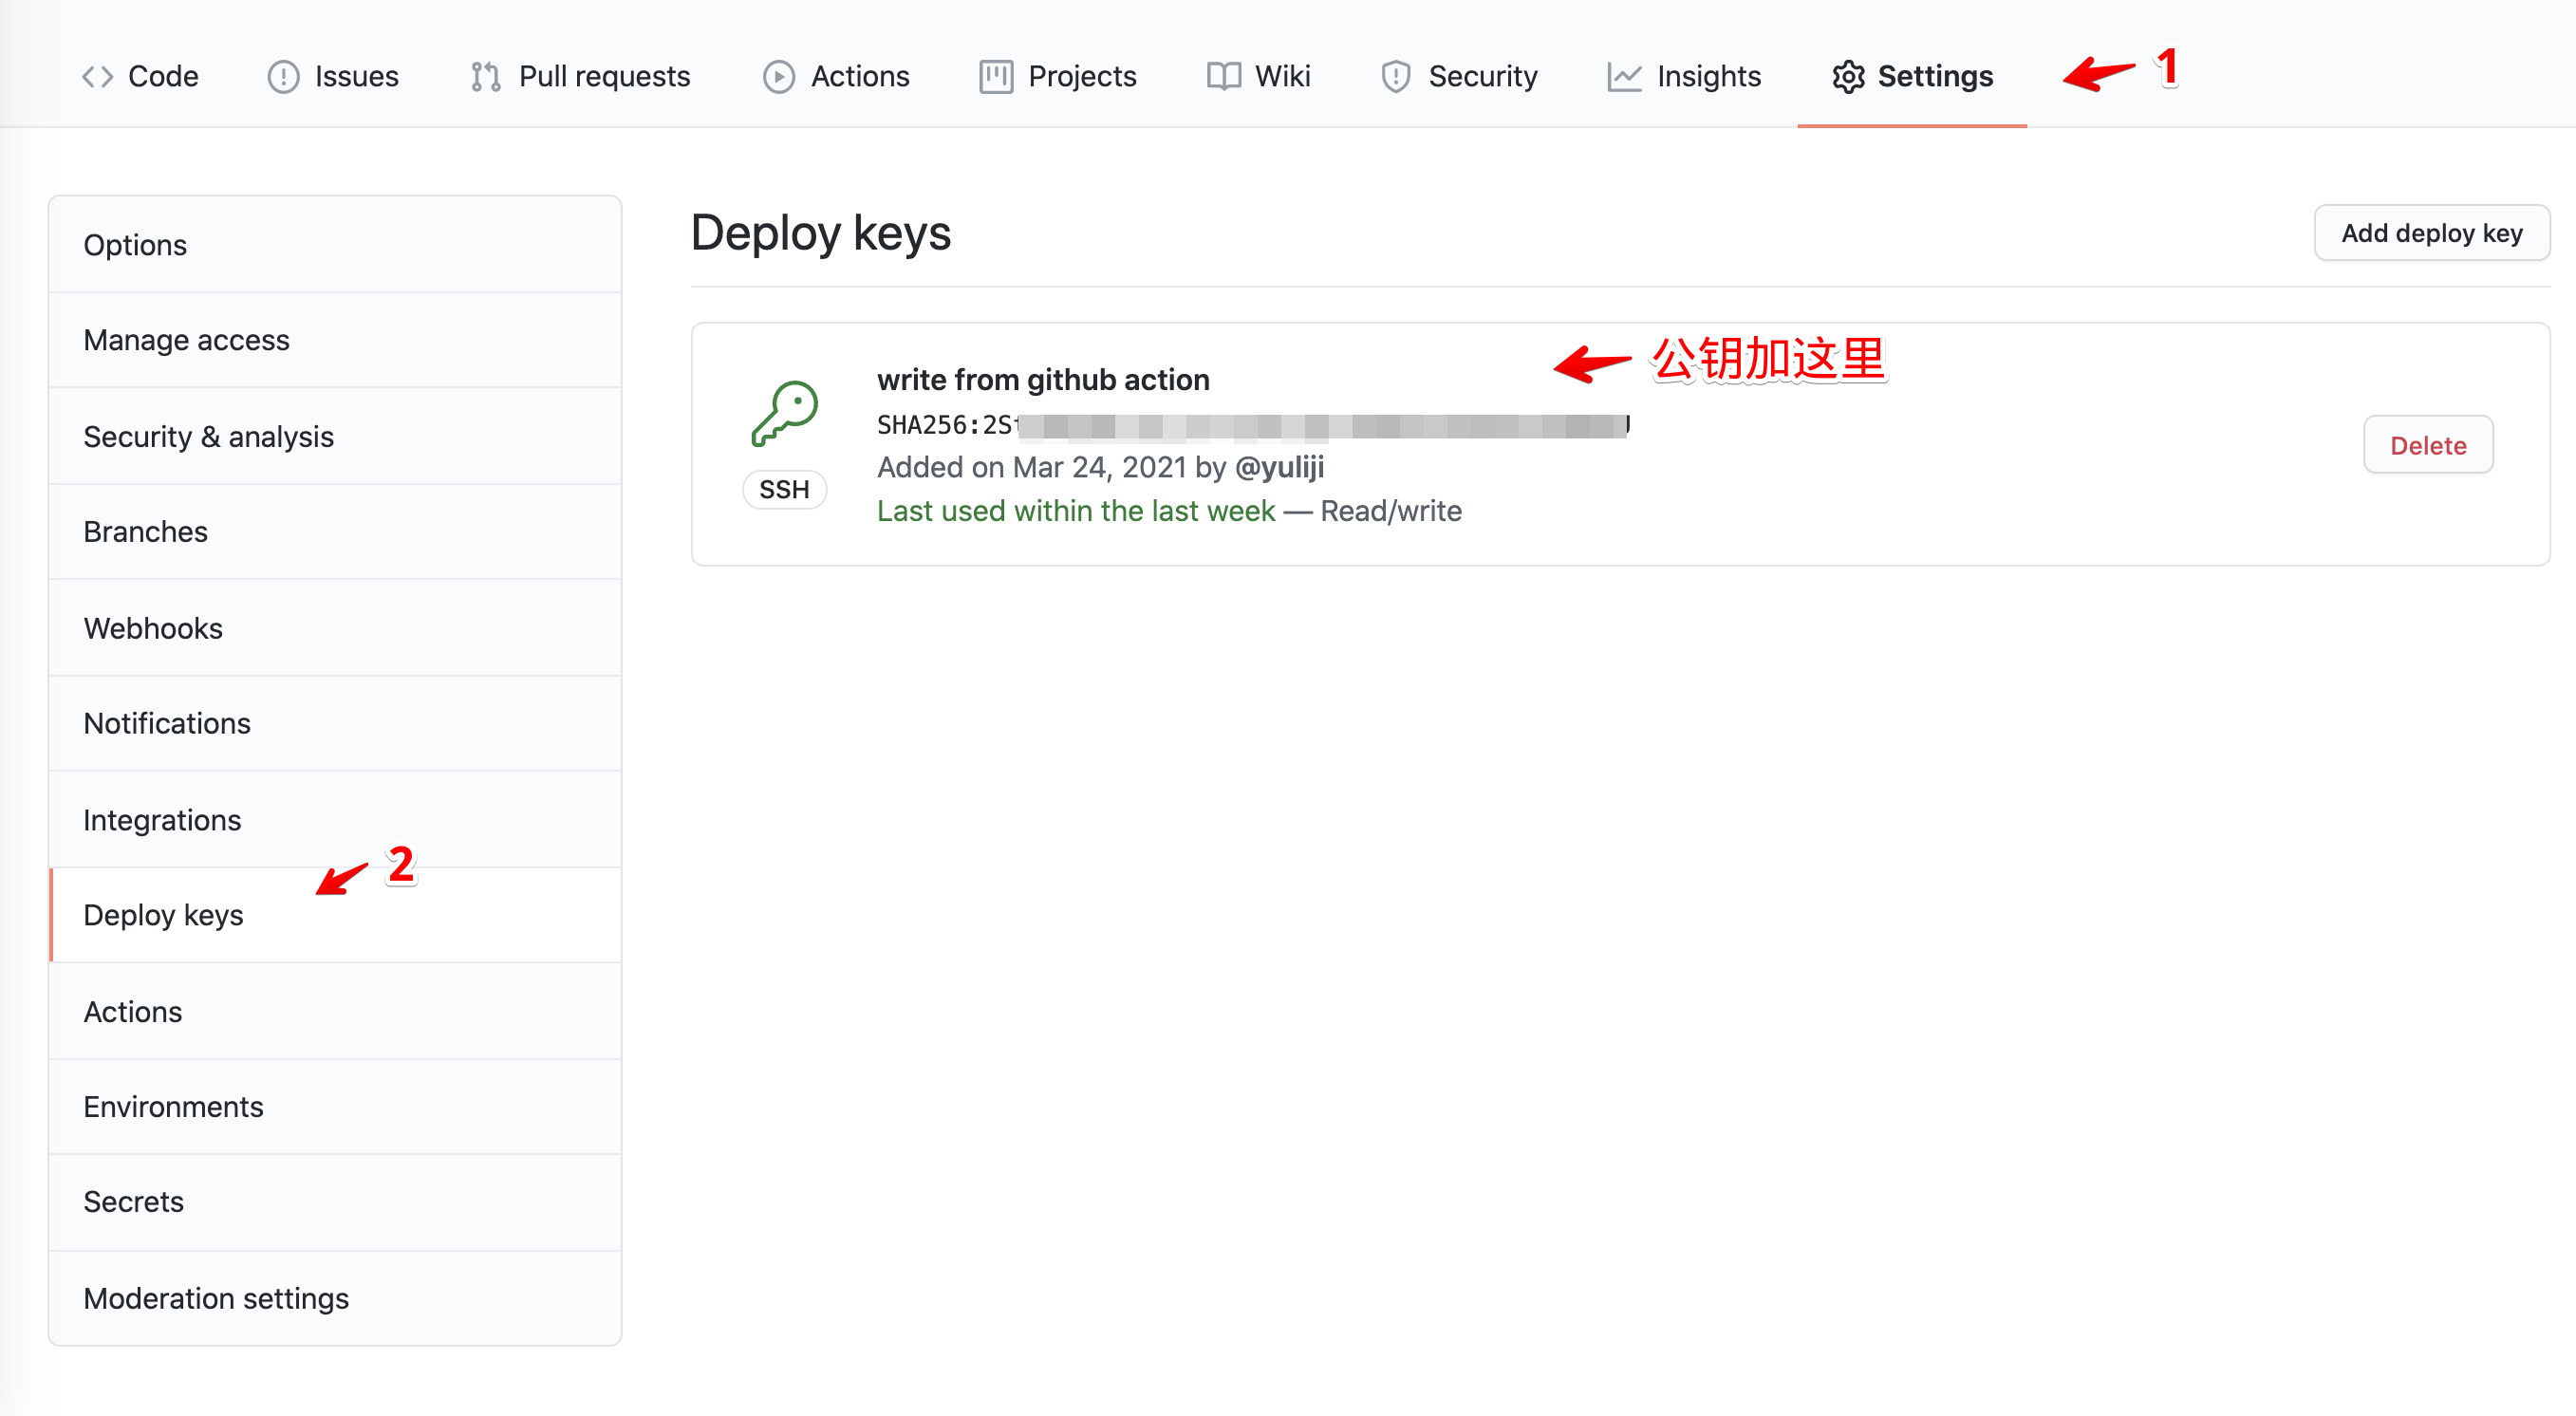 Code Issues Pull requests Actions Projects Wiki Security Insights Settings 1
Options
Manage access
Security & analysis
Branches
Webhooks
Notifications
Integrations
2
Deploy keys
Actions
Environments
Secrets
Moderation settings
Deploy keys
Add deploy key
write from github action
公钥加这里
SHA256:2S
Added on Mar 24, 2021 by @yuliji
Last used within the last week — Read/write
SSH
Delete